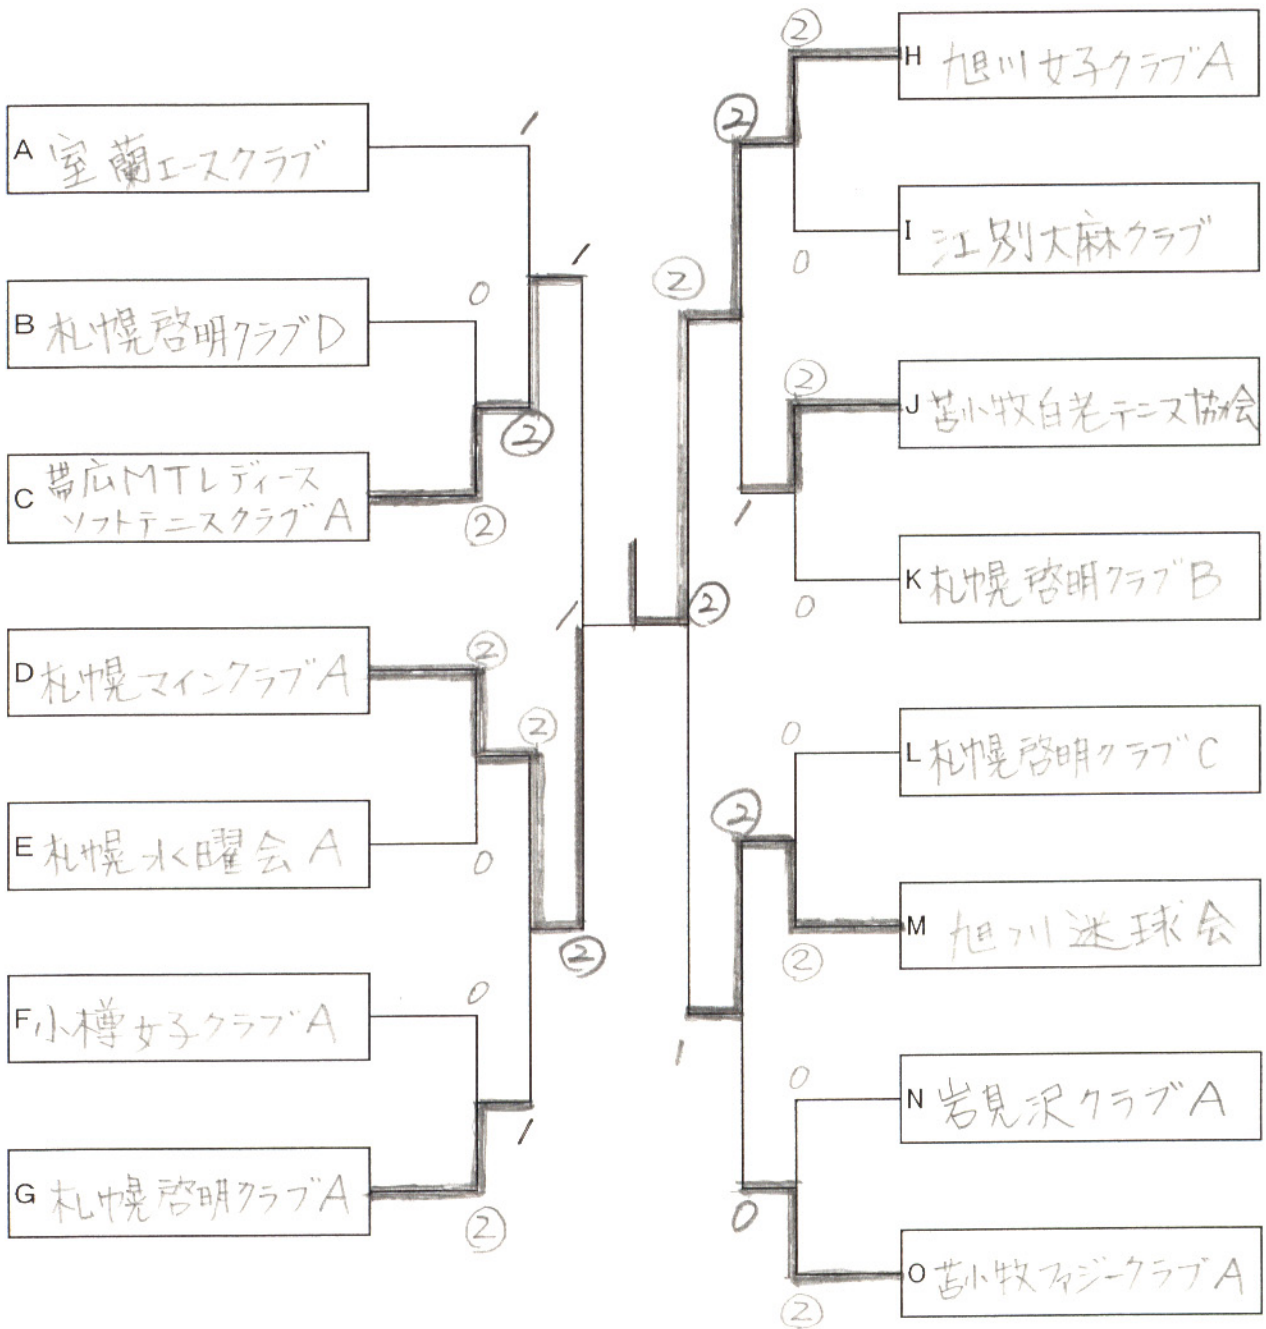 A 室蘭エースクラブ
B 札幌啓明クラブD
C 帯広MTレディース
ソフトテニスクラブA
D 札幌マインクラブA
E 札幌水曜会A
F 小樽女子クラブA
G 札幌啓明クラブA
1
0
②
②
1
②
0
②
0
②
1
②
1
H 旭川女子クラブA
I 江別大麻クラブ
J 苫小牧白老テニス協会
K 札幌啓明クラブB
L 札幌啓明クラブC
M 旭川迷球会
N 岩見沢クラブA
O 苫小牧ファジークラブA
②
0
②
②
0
1
②
②
0
②
②
0
②
0
1